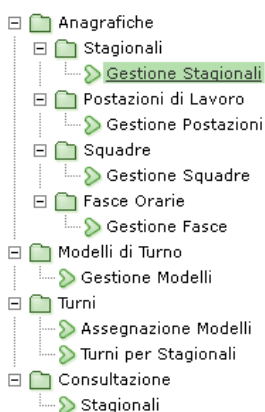 Anagrafiche
Stagionali
Gestione Stagionali
Postazioni di Lavoro
Gestione Postazioni
Squadre
Gestione Squadre
Fasce Orarie
Gestione Fasce
Modelli di Turno
Gestione Modelli
Turni
Assegnazione Modelli
Turni per Stagionali
Consultazione
Stagionali